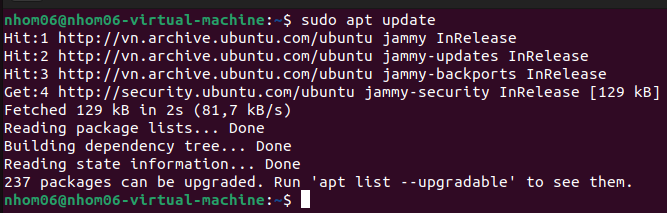 nhom06@nhom06-virtual-machine:~$ sudo apt update
Hit:1 http://vn.archive.ubuntu.com/ubuntu jammy InRelease
Hit:2 http://vn.archive.ubuntu.com/ubuntu jammy-updates InRelease
Hit:3 http://vn.archive.ubuntu.com/ubuntu jammy-backports InRelease
Get:4 http://security.ubuntu.com/ubuntu jammy-security InRelease [129 kB]
Fetched 129 kB in 2s (81,7 kB/s)
Reading package lists... Done
Building dependency tree... Done
Reading state information... Done
237 packages can be upgraded. Run 'apt list --upgradable' to see them.
nhom06@nhom06-virtual-machine:~$